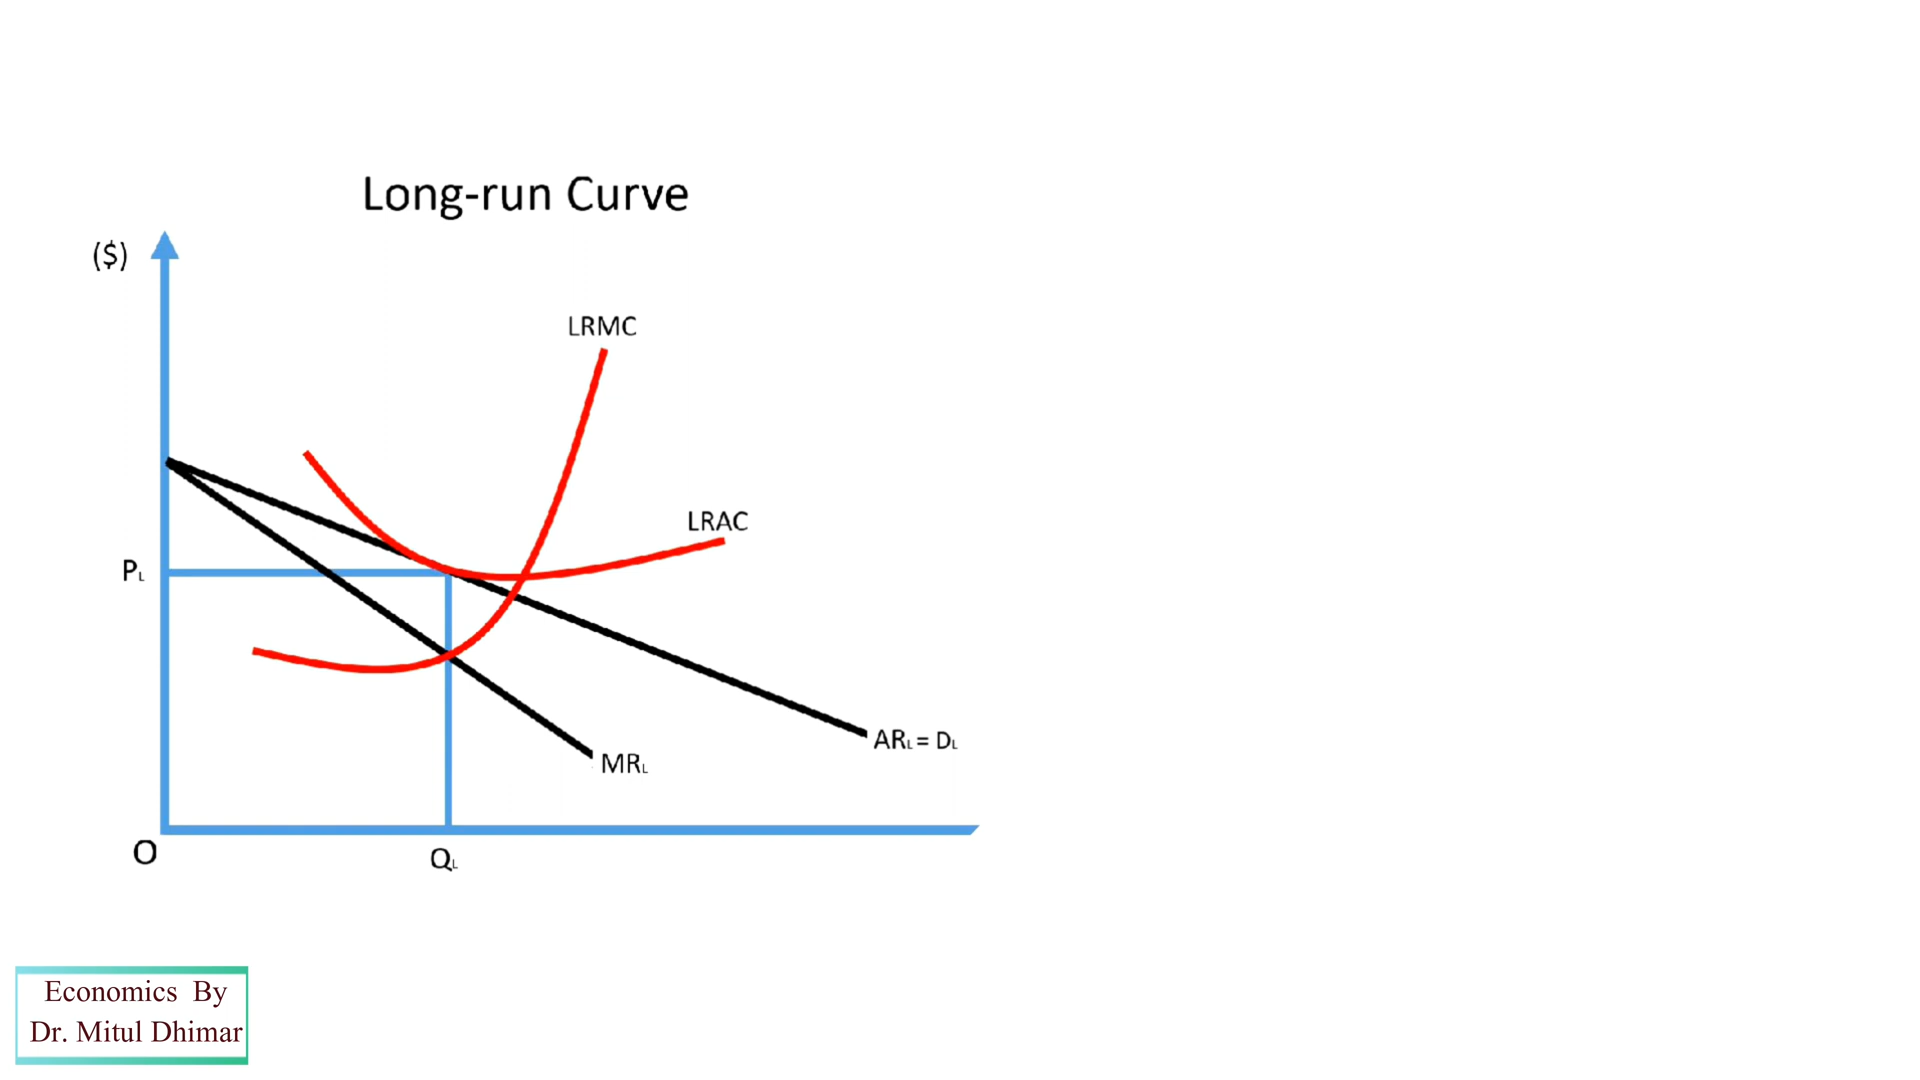 Long-run Curve
($)
LRMC
LRAC
PL
ARL = DL
MRL
O
QL
Economics By
Dr. Mitul Dhimar